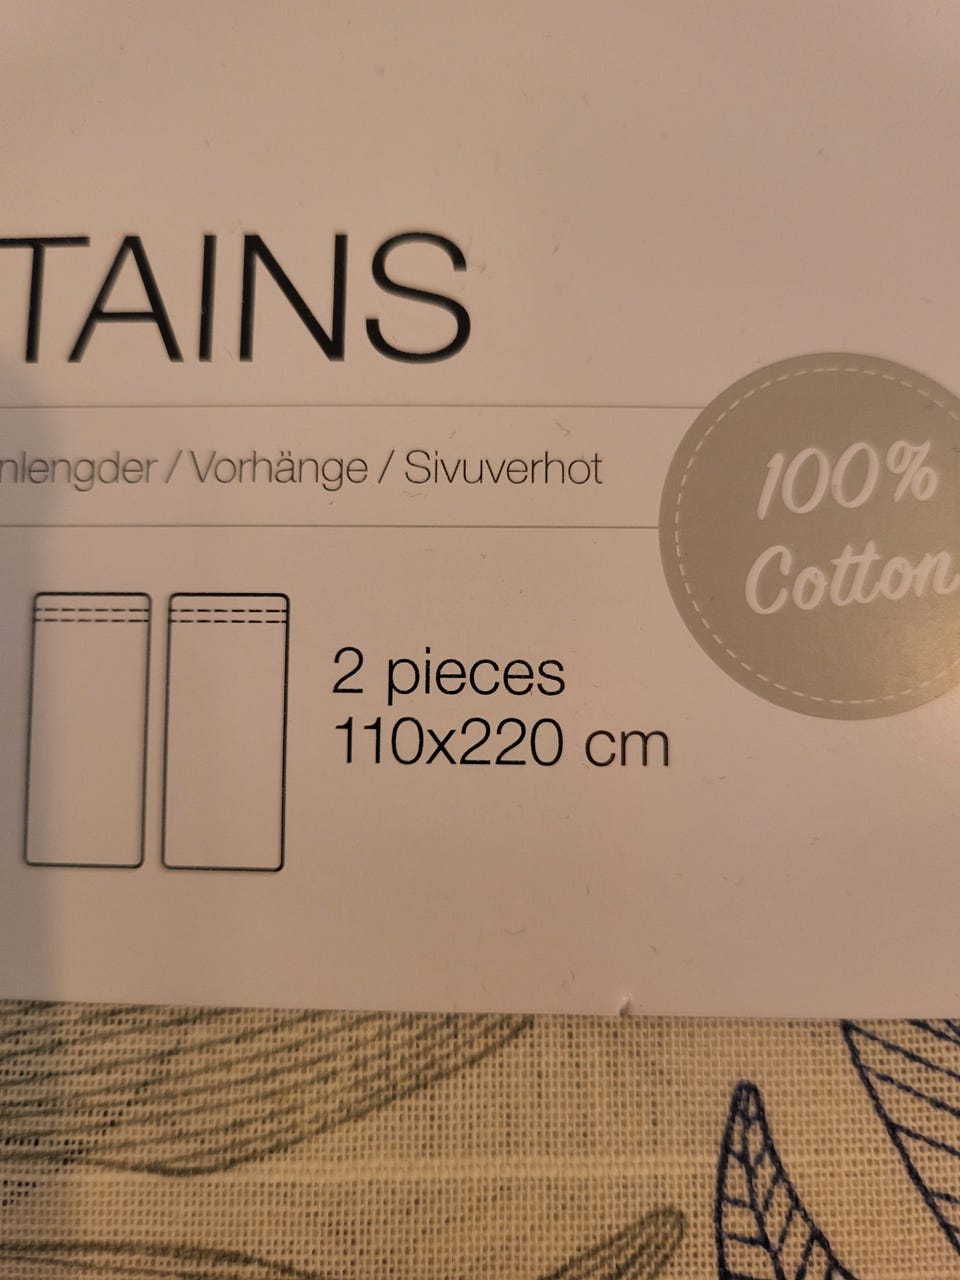 TAINS
nlengder / Vorhänge / Sivuverhot
100%
Cotton
2 pieces
110x220 cm